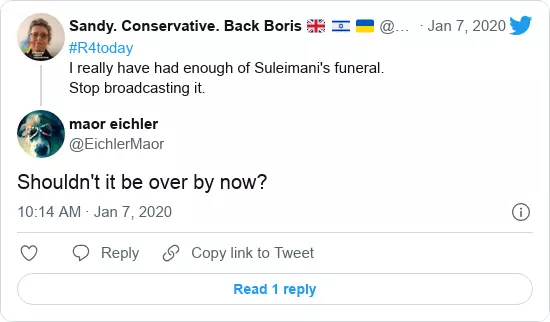 Sandy. Conservative. Back Boris 🇬🇧 🇮🇱 🇺🇦 @... · Jan 7, 2020
#R4today
I really have had enough of Suleimani's funeral.
Stop broadcasting it.
maor eichler
@EichlerMaor
Shouldn't it be over by now?
10:14 AM · Jan 7, 2020
Reply
Copy link to Tweet
Read 1 reply